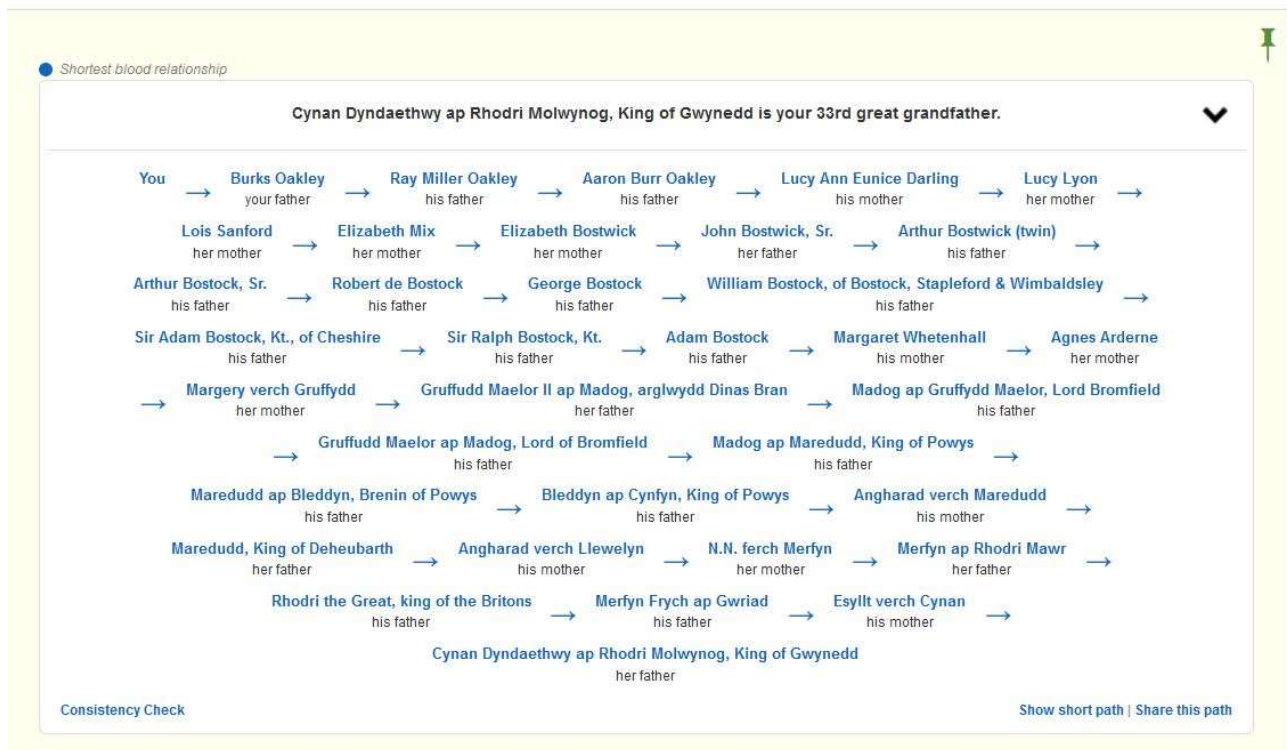 Shortest blood relationship
Cynan Dyndaethwy ap Rhodri Molwynog, King of Gwynedd is your 33rd great grandfather.
You → Burks Oakley → Ray Miller Oakley → Aaron Burr Oakley → Lucy Ann Eunice Darling → Lucy Lyon →
your father his father his father his mother her mother
Lois Sanford → Elizabeth Mix → Elizabeth Bostwick → John Bostwick, Sr. → Arthur Bostwick (twin) →
her mother her mother her mother her father his father
Arthur Bostock, Sr. → Robert de Bostock → George Bostock → William Bostock, of Bostock, Stapleford & Wimbaldsley →
his father his father his father his father
Sir Adam Bostock, Kt., of Cheshire → Sir Ralph Bostock, Kt. → Adam Bostock → Margaret Whetenhall → Agnes Arderne
his father his father his father his mother her mother
→ Margery verch Gruffydd → Gruffudd Maelor II ap Madog, arglwydd Dinas Bran → Madog ap Gruffydd Maelor, Lord Bromfield
her mother her father his father
→ Gruffudd Maelor ap Madog, Lord of Bromfield → Madog ap Maredudd, King of Powys →
his father his father
Maredudd ap Bleddyn, Brenin of Powys → Bleddyn ap Cynfyn, King of Powys → Angharad verch Maredudd →
his father his father his mother
Maredudd, King of Deheubarth → Angharad verch Llewelyn → N.N. ferch Merfyn → Merfyn ap Rhodri Mawr →
her father his mother her mother her father
Rhodri the Great, king of the Britons → Merfyn Frych ap Gwriad → Esyllt verch Cynan →
his father his father his mother
Cynan Dyndaethwy ap Rhodri Molwynog, King of Gwynedd
her father
Consistency Check Show short path | Share this path